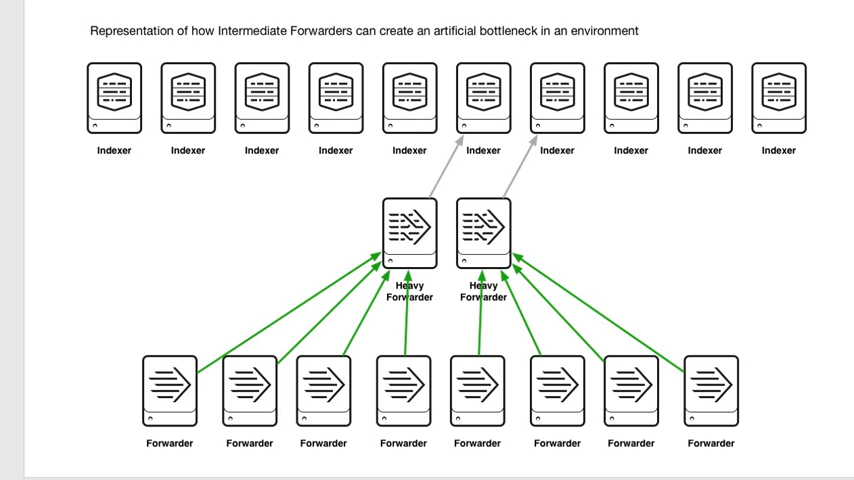 Representation of how Intermediate Forwarders can create an artificial bottleneck in an environment
Indexer Indexer Indexer Indexer Indexer Indexer Indexer Indexer Indexer Indexer
Heavy Heavy
Forwarder Forwarder
Forwarder Forwarder Forwarder Forwarder Forwarder Forwarder Forwarder Forwarder